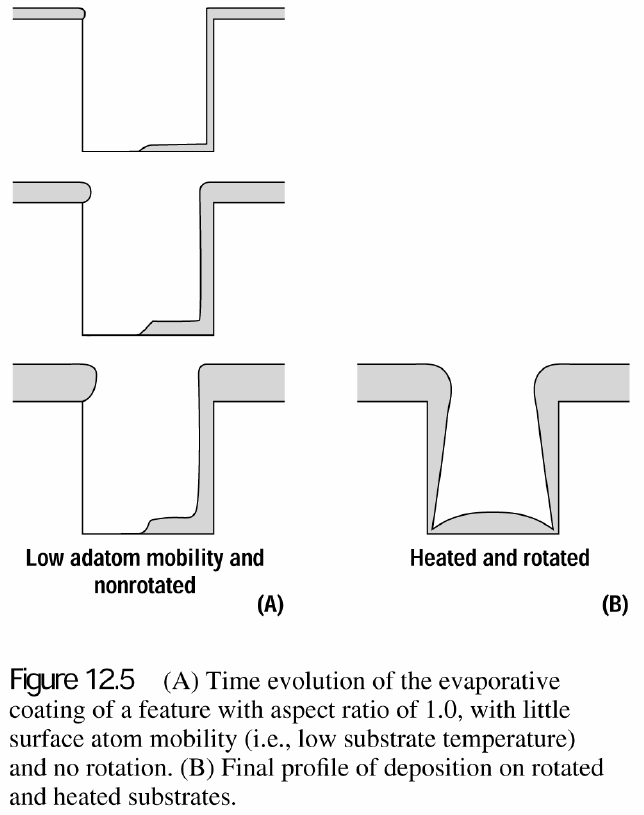 Low adatom mobility and
nonrotated
(A)
Heated and rotated
(B)
Figure 12.5 (A) Time evolution of the evaporative
coating of a feature with aspect ratio of 1.0, with little
surface atom mobility (i.e., low substrate temperature)
and no rotation. (B) Final profile of deposition on rotated
and heated substrates.